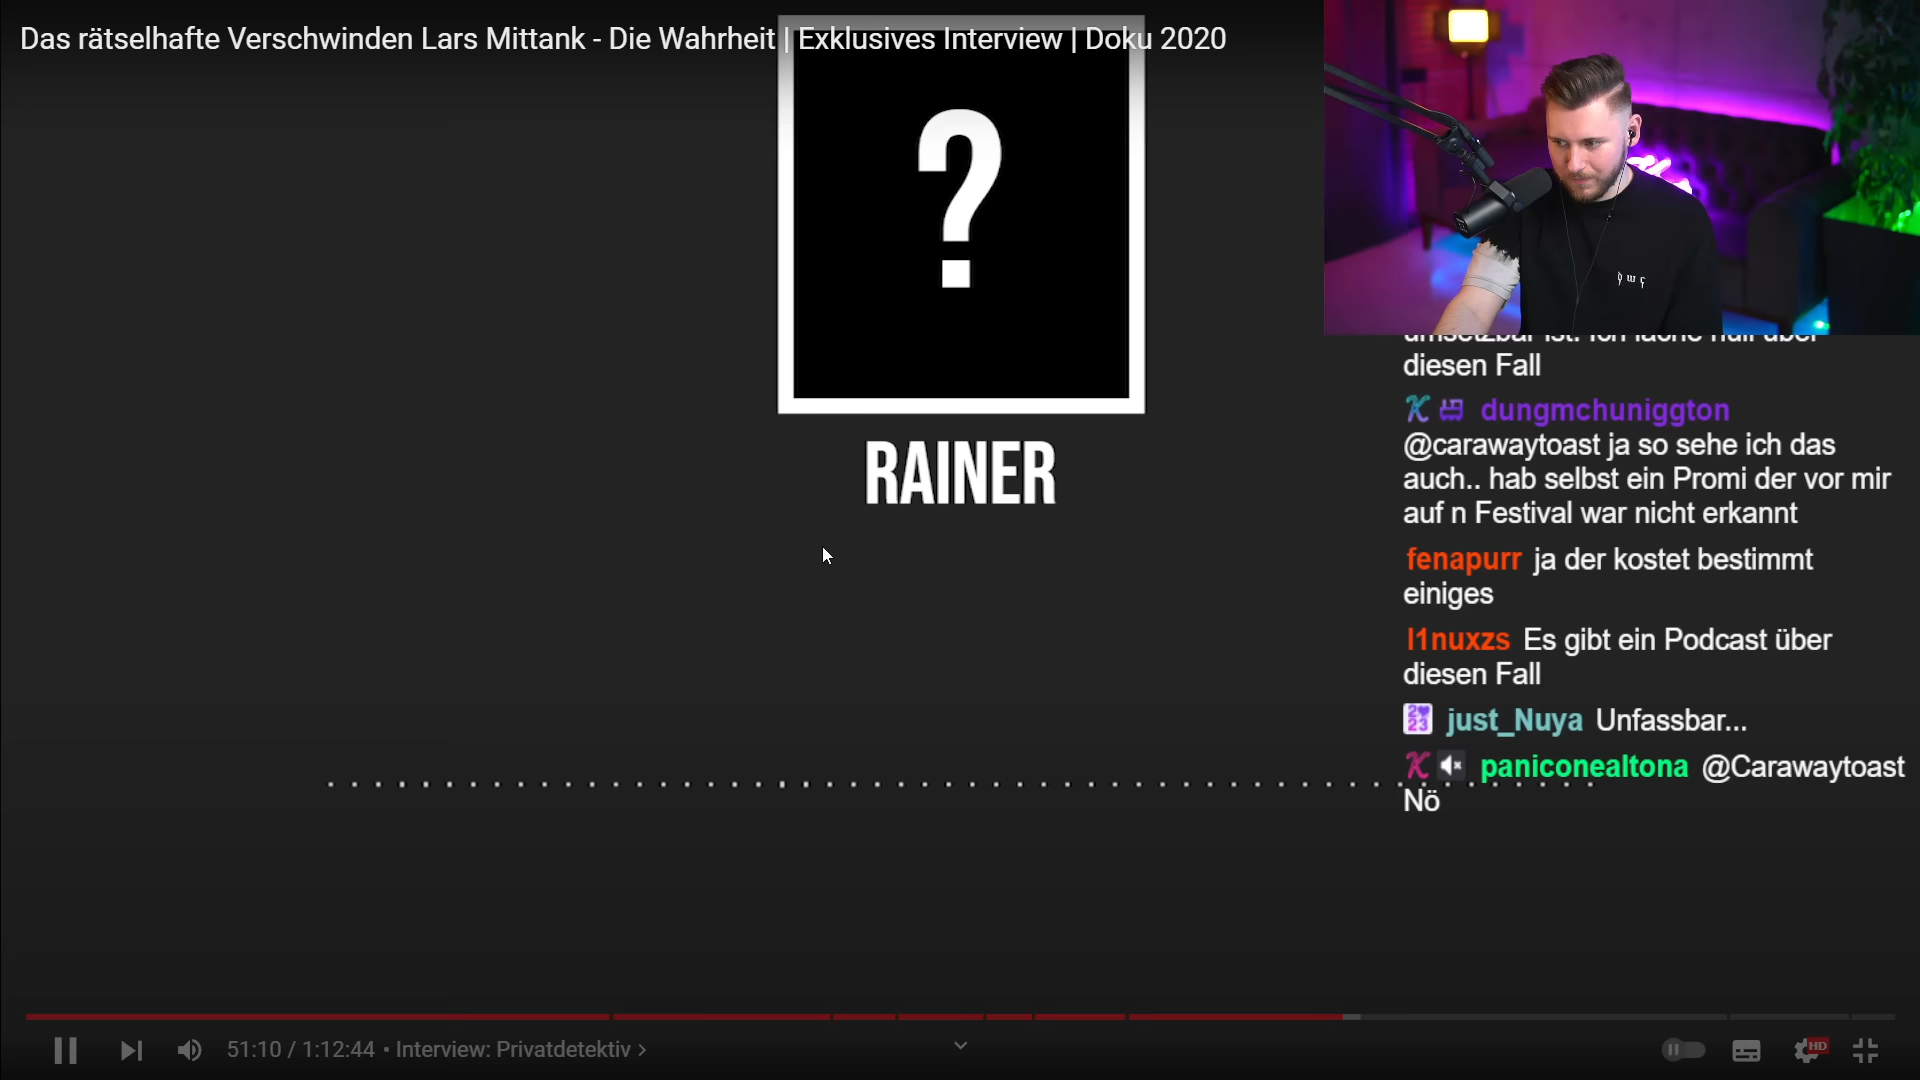 Das rätselhafte Verschwinden Lars Mittank - Die Wahrheit | Exklusives Interview | Doku 2020
?
RAINER
diesen Fall
dungmchuniggton
@carawaytoast ja so sehe ich das
auch.. hab selbst ein Promi der vor mir
auf n Festival war nicht erkannt
fenapurr ja der kostet bestimmt
einiges
l1nuxzs Es gibt ein Podcast über
diesen Fall
just_Nuya Unfassbar...
paniconealtona @Carawaytoast
Nö
51:10 / 1:12:44 • Interview: Privatdetektiv
HD